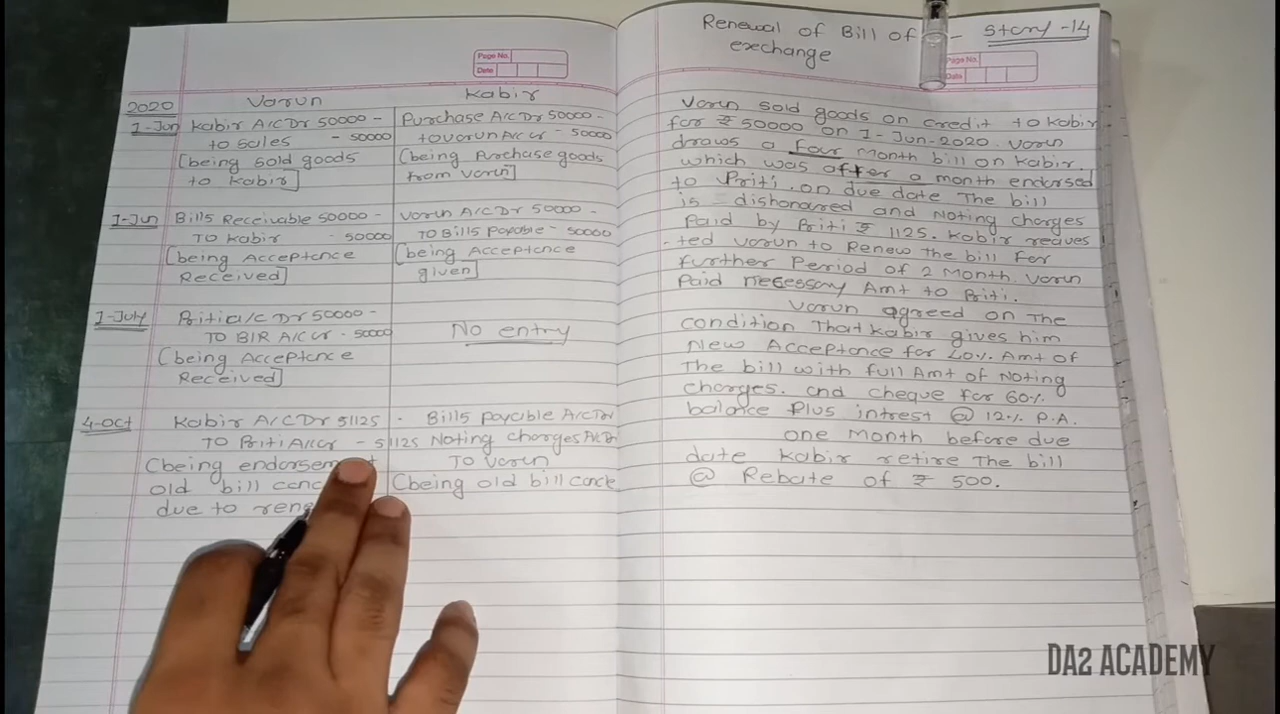 Page No.
Date
Varun
Kabir
2020
1-Jun
Kabir A/C Dr 50000 -
to sales - 50000
[being sold goods
to kabir]
Purchase A/C Dr 50000 -
to varun A/C Cr - 50000
[being Purchase goods
from varun]
1-Jun
Bills Receivable 50000 -
TO Kabir - 50000
[being Acceptance
Received]
varun A/C Dr 50000 -
TO Bills payable - 50000
[being Acceptance
given]
1-July
Priti a/c Dr 50000 -
TO B/R A/C Cr - 50000
[being Acceptance
Received]
No entry
4-Oct
Kabir A/C Dr 51125
TO Priti A/c Cr - 51125
[being endorsement
old bill canc
due to ren
Bills payable A/C Dr
Noting charges A/c Dr
TO Varun
[being old bill cancle
Renewal of Bill of - story -14
exechange
Page No.
Date
Varun sold goods on credit to Kabir
for ₹ 50000 on 1-Jun-2020. Varun
draws a four month bill on Kabir.
which was after a month endorsed
to Priti. on due date The bill
is dishonoured and Noting charges
Paid by Priti ₹ 1125. Kabir reques
-ted varun to Renew The bill for
further Period of 2 Month. Varun
Paid necessary Amt to Priti.
Varun agreed on The
condition That Kabir gives him
New Acceptance for 40% Amt of
The bill with full Amt of Noting
charges. and cheque for 60%
balance Plus intrest @ 12% P.A.
one Month before due
date Kabir retire The bill
@ Rebate of ₹ 500.
DA2 ACADEMY